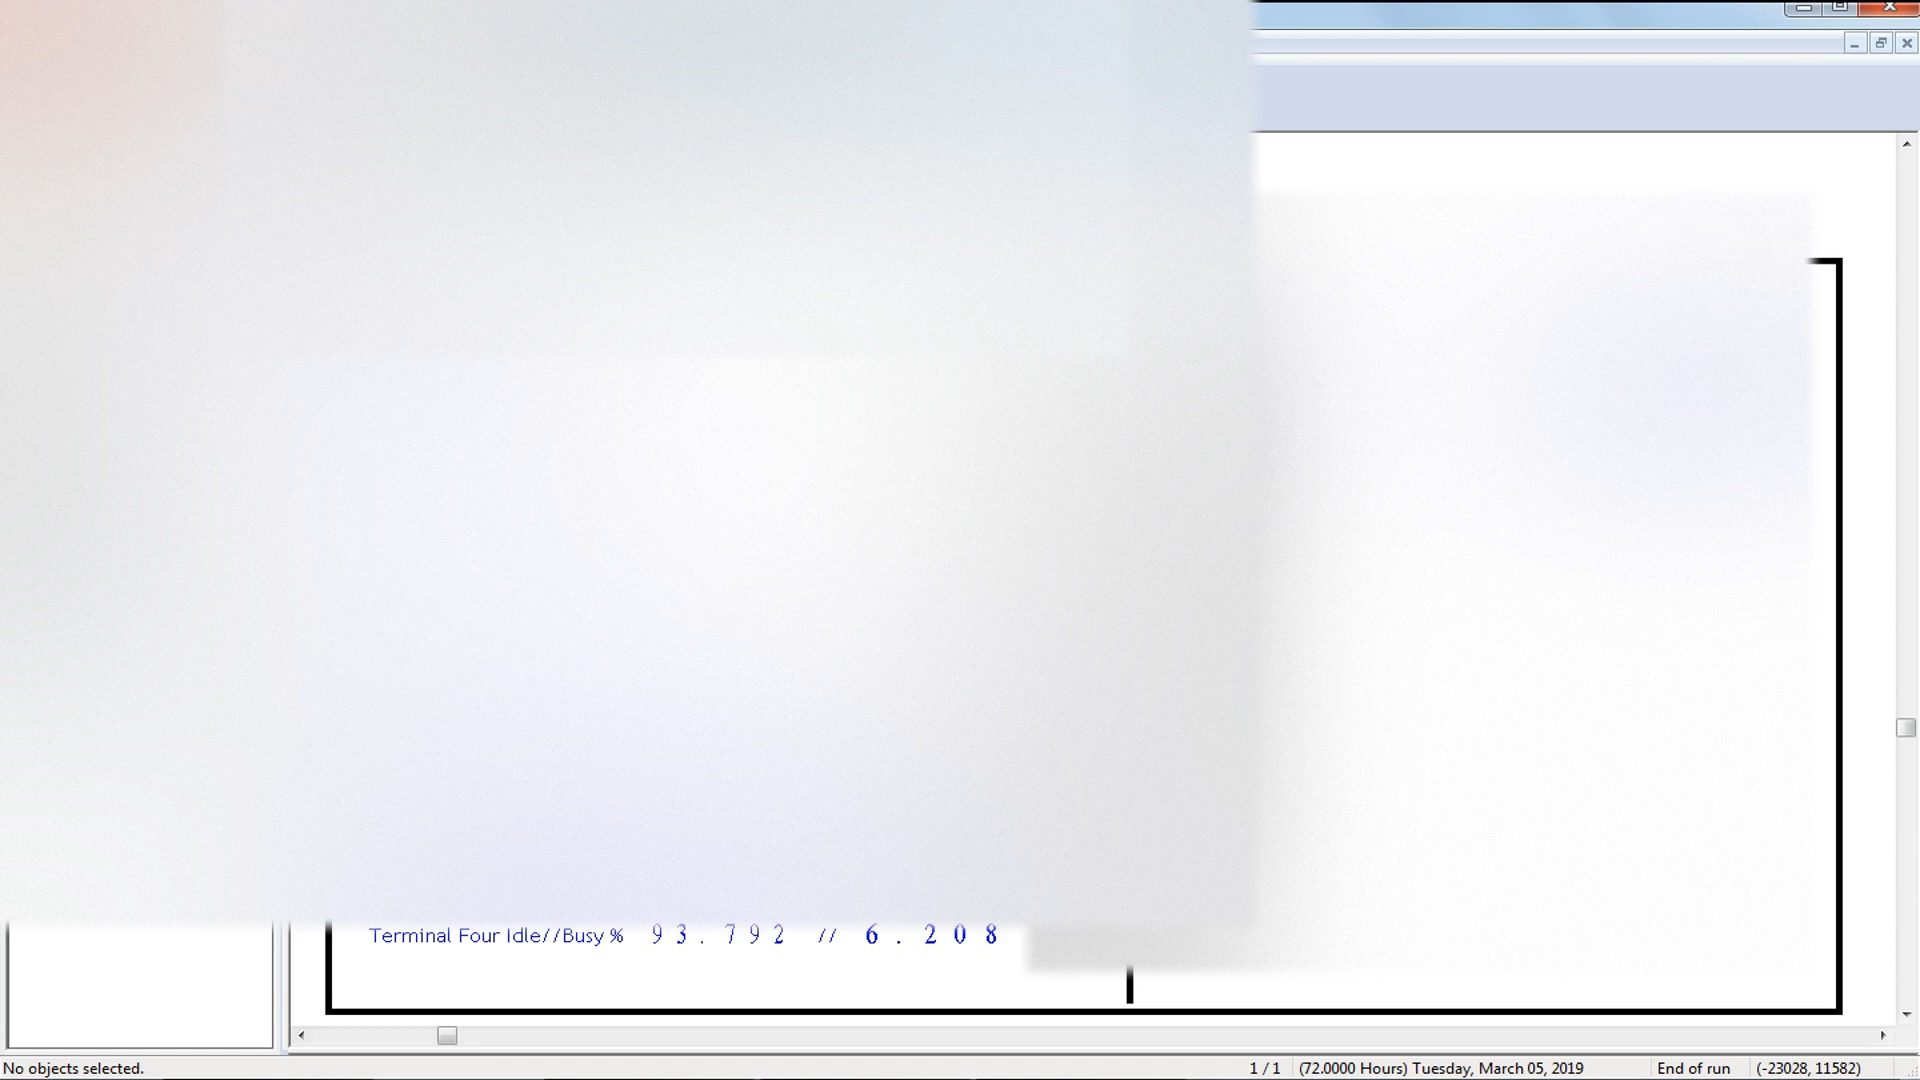 Terminal Four Idle//Busy % 93.792 // 6.208
No objects selected. 1 / 1 (72.0000 Hours) Tuesday, March 05, 2019 End of run (-23028, 11582)